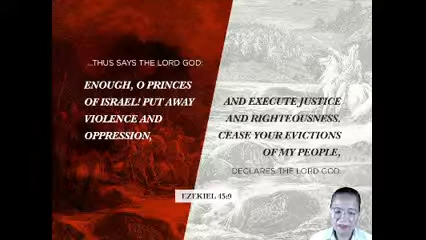 ...THUS SAYS THE LORD GOD:
ENOUGH, O PRINCES
OF ISRAEL! PUT AWAY
VIOLENCE AND
OPPRESSION,
AND EXECUTE JUSTICE
AND RIGHTEOUSNESS.
CEASE YOUR EVICTIONS
OF MY PEOPLE,
DECLARES THE LORD GOD.
EZEKIEL 45:9